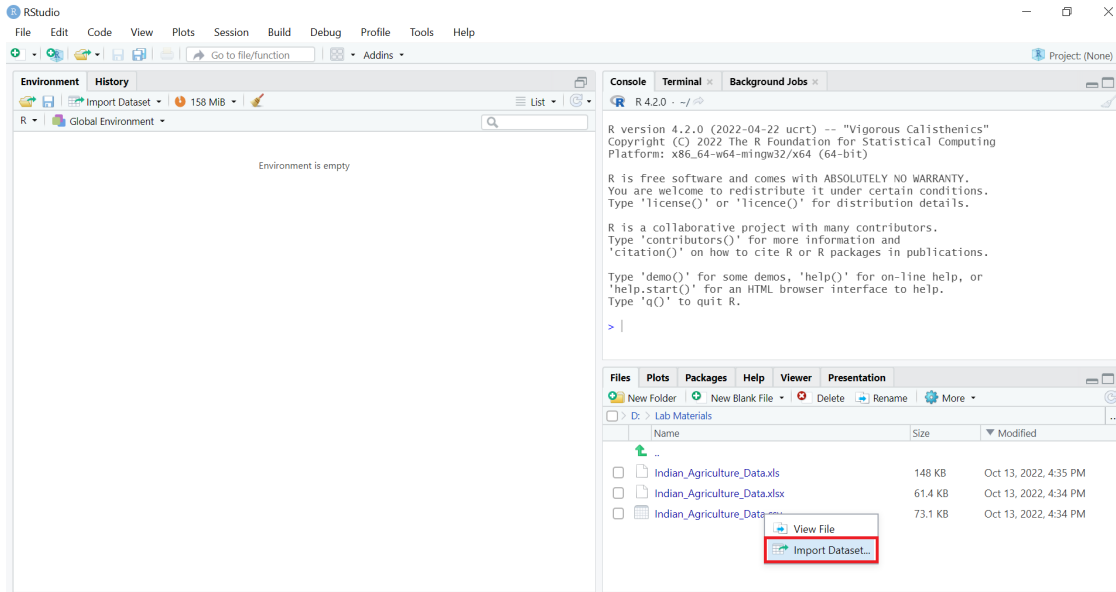 RStudio
File Edit Code View Plots Session Build Debug Profile Tools Help
Go to file/function Addins Project: (None)
Environment History
Import Dataset 158 MiB List
R Global Environment
Environment is empty
Console Terminal Background Jobs
R 4.2.0 · ~/
R version 4.2.0 (2022-04-22 ucrt) -- "Vigorous Calisthenics"
Copyright (C) 2022 The R Foundation for Statistical Computing
Platform: x86_64-w64-mingw32/x64 (64-bit)
R is free software and comes with ABSOLUTELY NO WARRANTY.
You are welcome to redistribute it under certain conditions.
Type 'license()' or 'licence()' for distribution details.
R is a collaborative project with many contributors.
Type 'contributors()' for more information and
'citation()' on how to cite R or R packages in publications.
Type 'demo()' for some demos, 'help()' for on-line help, or
'help.start()' for an HTML browser interface to help.
Type 'q()' to quit R.
>
Files Plots Packages Help Viewer Presentation
New Folder New Blank File Delete Rename More
D: > Lab Materials
Name Size Modified
..
Indian_Agriculture_Data.xls 148 KB Oct 13, 2022, 4:35 PM
Indian_Agriculture_Data.xlsx 61.4 KB Oct 13, 2022, 4:34 PM
Indian_Agriculture_Data.csv 73.1 KB Oct 13, 2022, 4:34 PM
View File
Import Dataset...